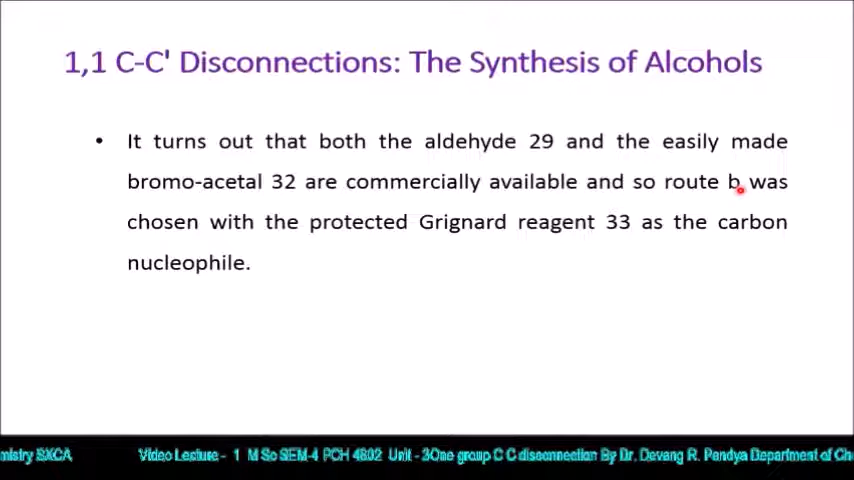 1,1 C-C' Disconnections: The Synthesis of Alcohols
• It turns out that both the aldehyde 29 and the easily made
bromo-acetal 32 are commercially available and so route b was
chosen with the protected Grignard reagent 33 as the carbon
nucleophile.
mistry SXCA Video Lecture - 1 M Sc SEM-4 PCH 4802 Unit - 3One group C C disconnection By Dr. Devang R. Pandya Department of Che